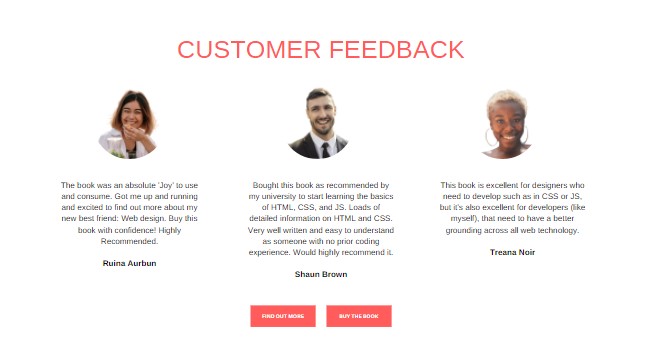 CUSTOMER FEEDBACK
The book was an absolute 'Joy' to use
and consume. Got me up and running
and excited to find out more about my
new best friend: Web design. Buy this
book with confidence! Highly
Recommended.
Ruina Aurbun
Bought this book as recommended by
my university to start learning the basics
of HTML, CSS, and JS. Loads of
detailed information on HTML and CSS.
Very well written and easy to understand
as someone with no prior coding
experience. Would highly recommend it.
Shaun Brown
This book is excellent for designers who
need to develop such as in CSS or JS,
but it's also excellent for developers (like
myself), that need to have a better
grounding across all web technology.
Treana Noir
FIND OUT MORE
BUY THE BOOK